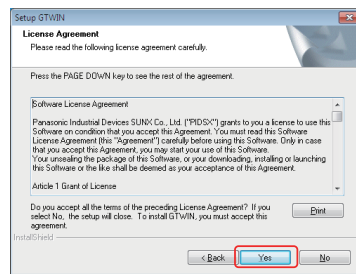 Setup GTWIN
License Agreement
Please read the following license agreement carefully.
Press the PAGE DOWN key to see the rest of the agreement.
Software License Agreement
Panasonic Industrial Devices SUNX Co., Ltd. ("PIDSX") grants to you a license to use this
Software on condition that you accept this Agreement. You must read this Software
License Agreement (this "Agreement") carefully before using this Software. Only in case
that you accept this Agreement, you may start your use of this Software.
Your unsealing the package of this Software, or your downloading, installing or launching
this Software or the like shall be deemed as your acceptance of this Agreement.
Article 1 Grant of License
Do you accept all the terms of the preceding License Agreement? If you
select No, the setup will close. To install GTWIN, you must accept this
agreement.
Print
InstallShield
< Back
Yes
No